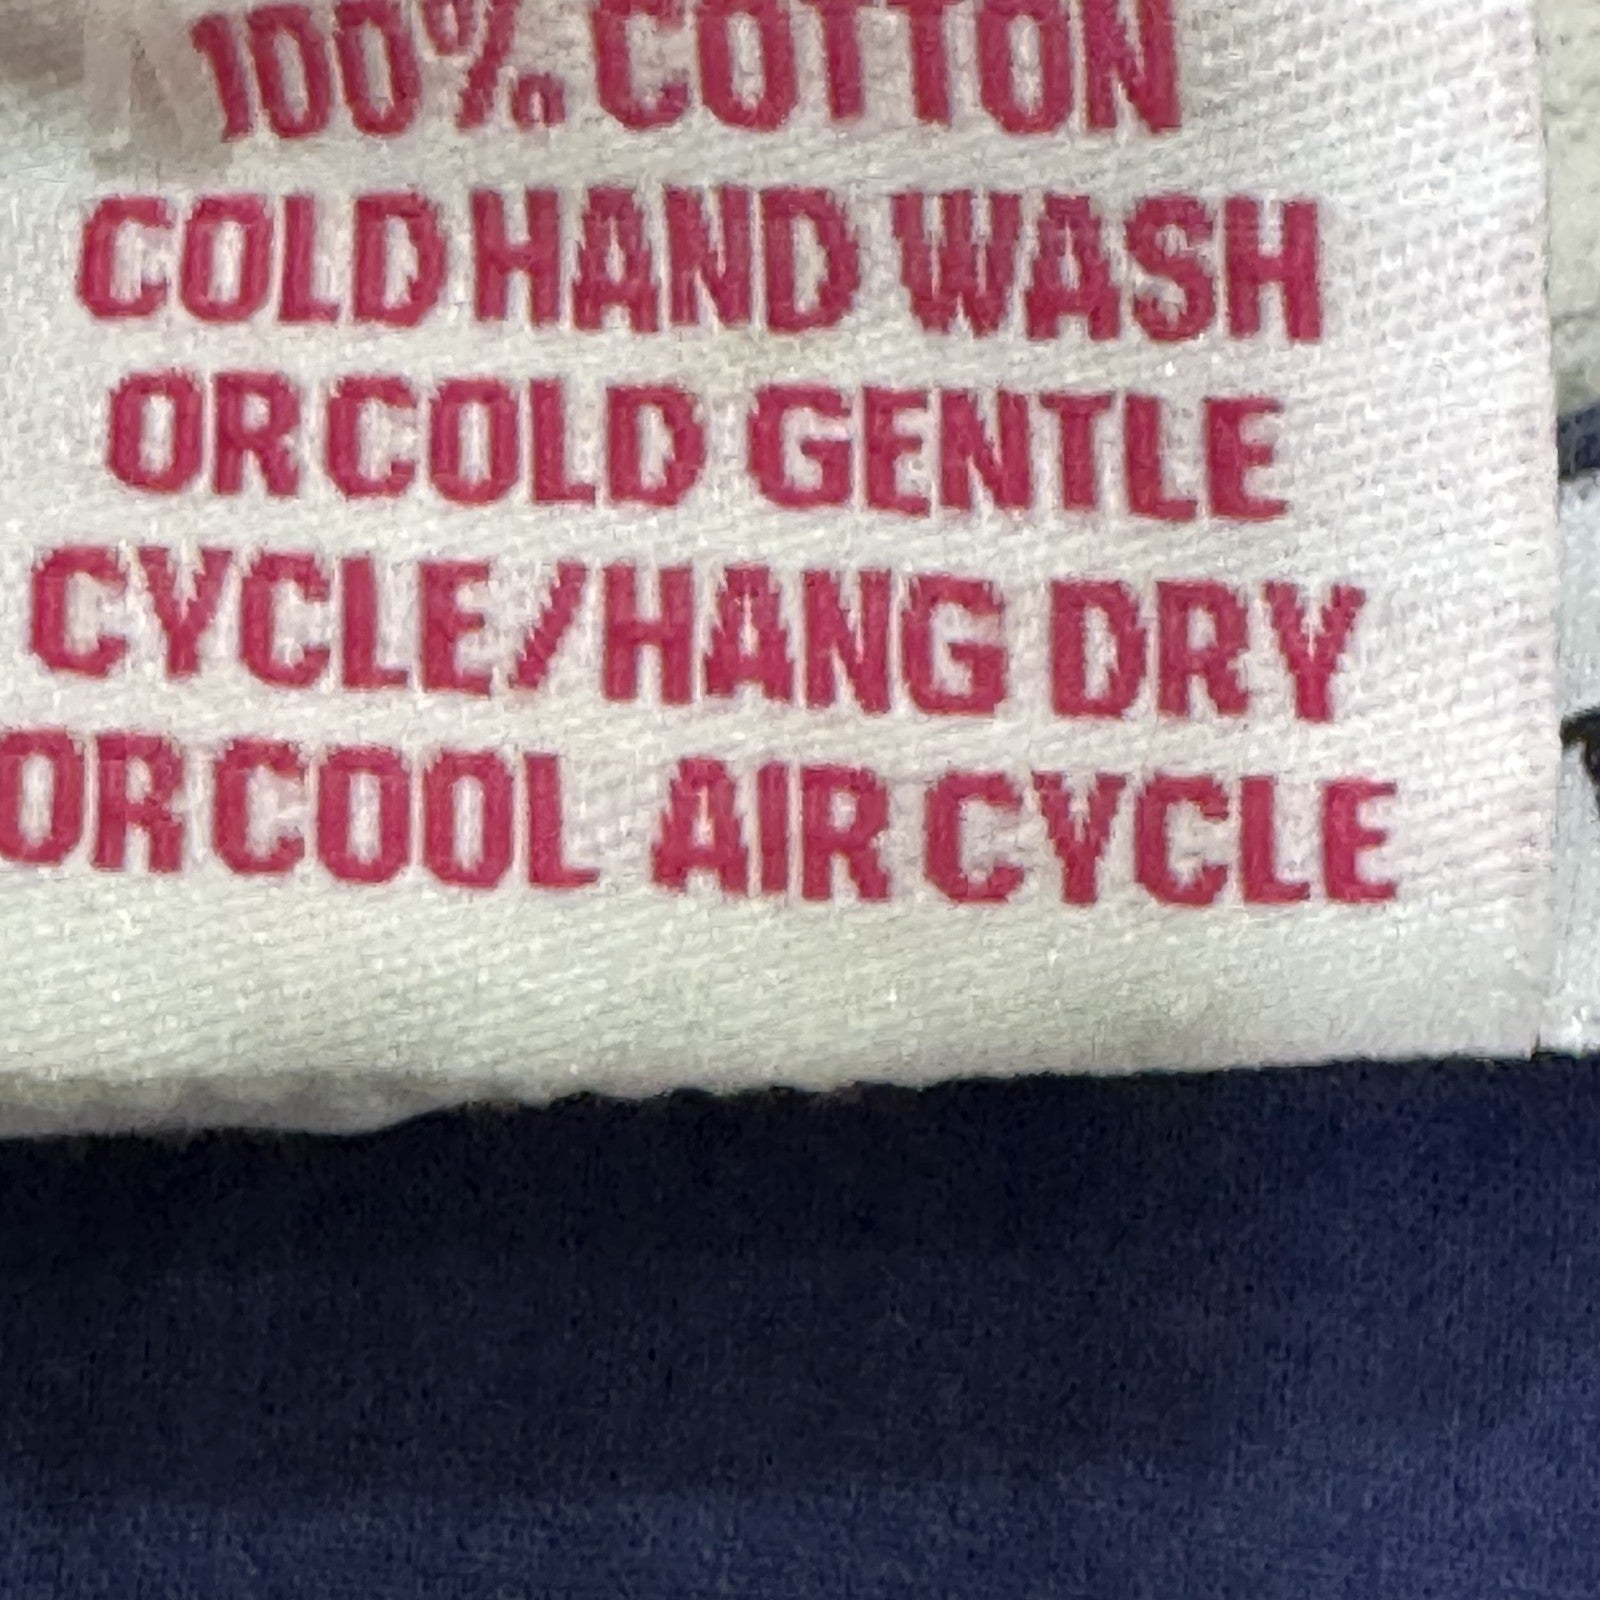 100% COTTON
COLD HAND WASH
OR COLD GENTLE
CYCLE/HANG DRY
OR COOL AIR CYCLE